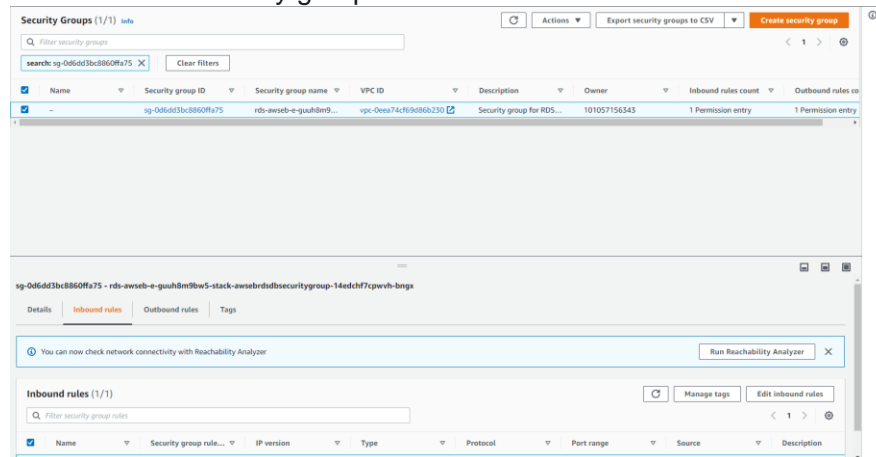 Security Groups (1/1) Info
Actions
Export security groups to CSV
Create security group
Filter security groups
1
search: sg-0d6dd3bc8860ffa75
Clear filters
Name Security group ID Security group name VPC ID Description Owner Inbound rules count Outbound rules co
– sg-0d6dd3bc8860ffa75 rds-awseb-e-guuh8m9... vpc-0eea74cf69d86b230 Security group for RDS... 101057156343 1 Permission entry 1 Permission entry
sg-0d6dd3bc8860ffa75 - rds-awseb-e-guuh8m9bw5-stack-awsebrdsdbsecuritygroup-14edchf7cpwvh-bngx
Details Inbound rules Outbound rules Tags
You can now check network connectivity with Reachability Analyzer
Run Reachability Analyzer
Inbound rules (1/1)
Manage tags
Edit inbound rules
Filter security group rules
1
Name Security group rule... IP version Type Protocol Port range Source Description